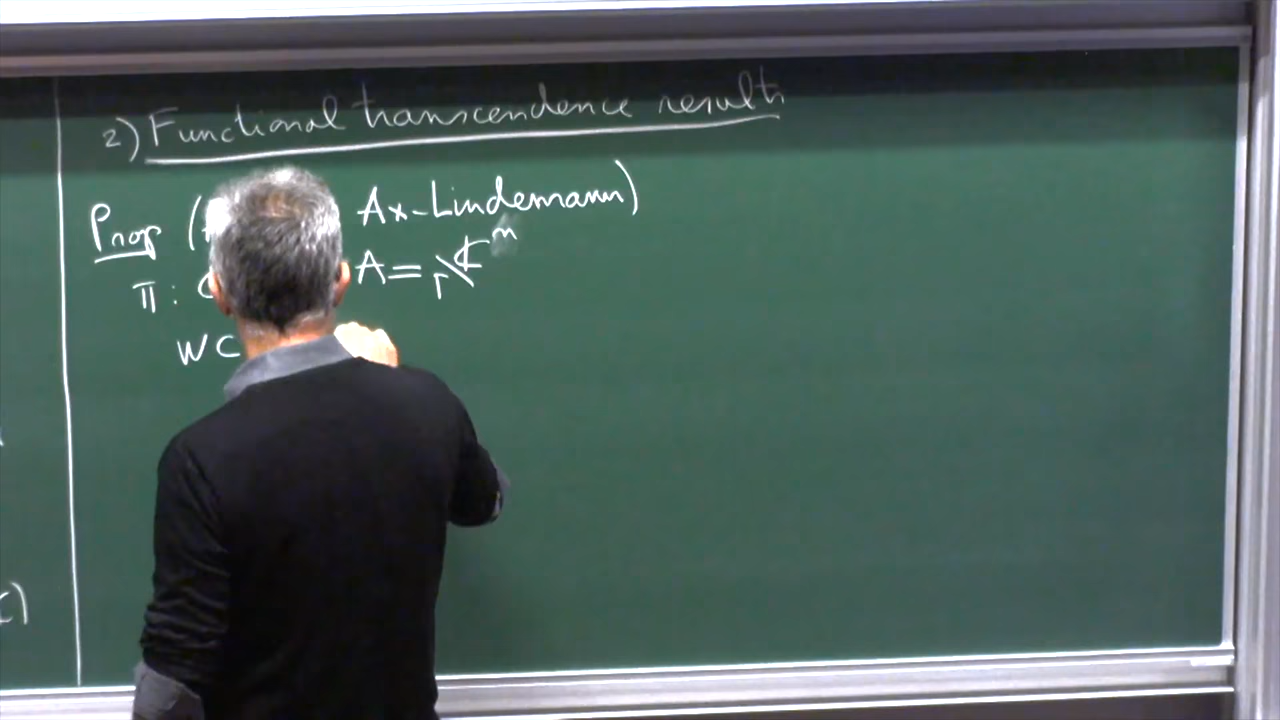 2) Functional transcendence results
Prop ( Ax-Lindemann)
π: A = Γ\ℂⁿ
W ⊂